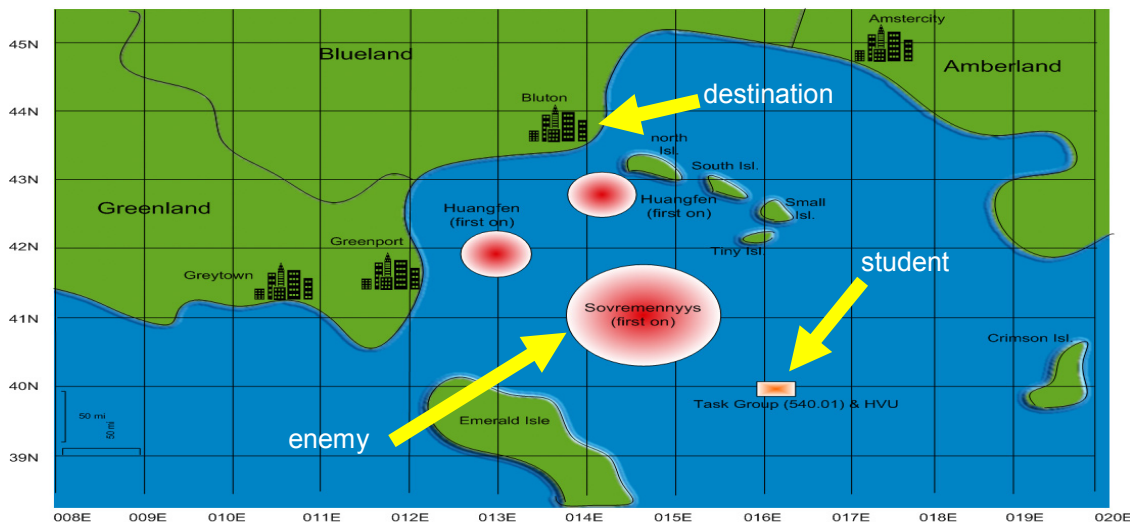 45N
Amstercity
Blueland
Amberland
destination
44N
Bluton
north
Isl.
South Isl.
43N
Huangfen
(first on)
Small
Isl.
Greenland
Huangfen
(first on)
42N
Greenport
Tiny Isl.
student
Greytown
Sovremennyys
(first on)
41N
Crimson Isl.
40N
Task Group (540.01) & HVU
50 mi
50 mi
Emerald Isle
enemy
39N
008E 009E 010E 011E 012E 013E 014E 015E 016E 017E 018E 019E 020E